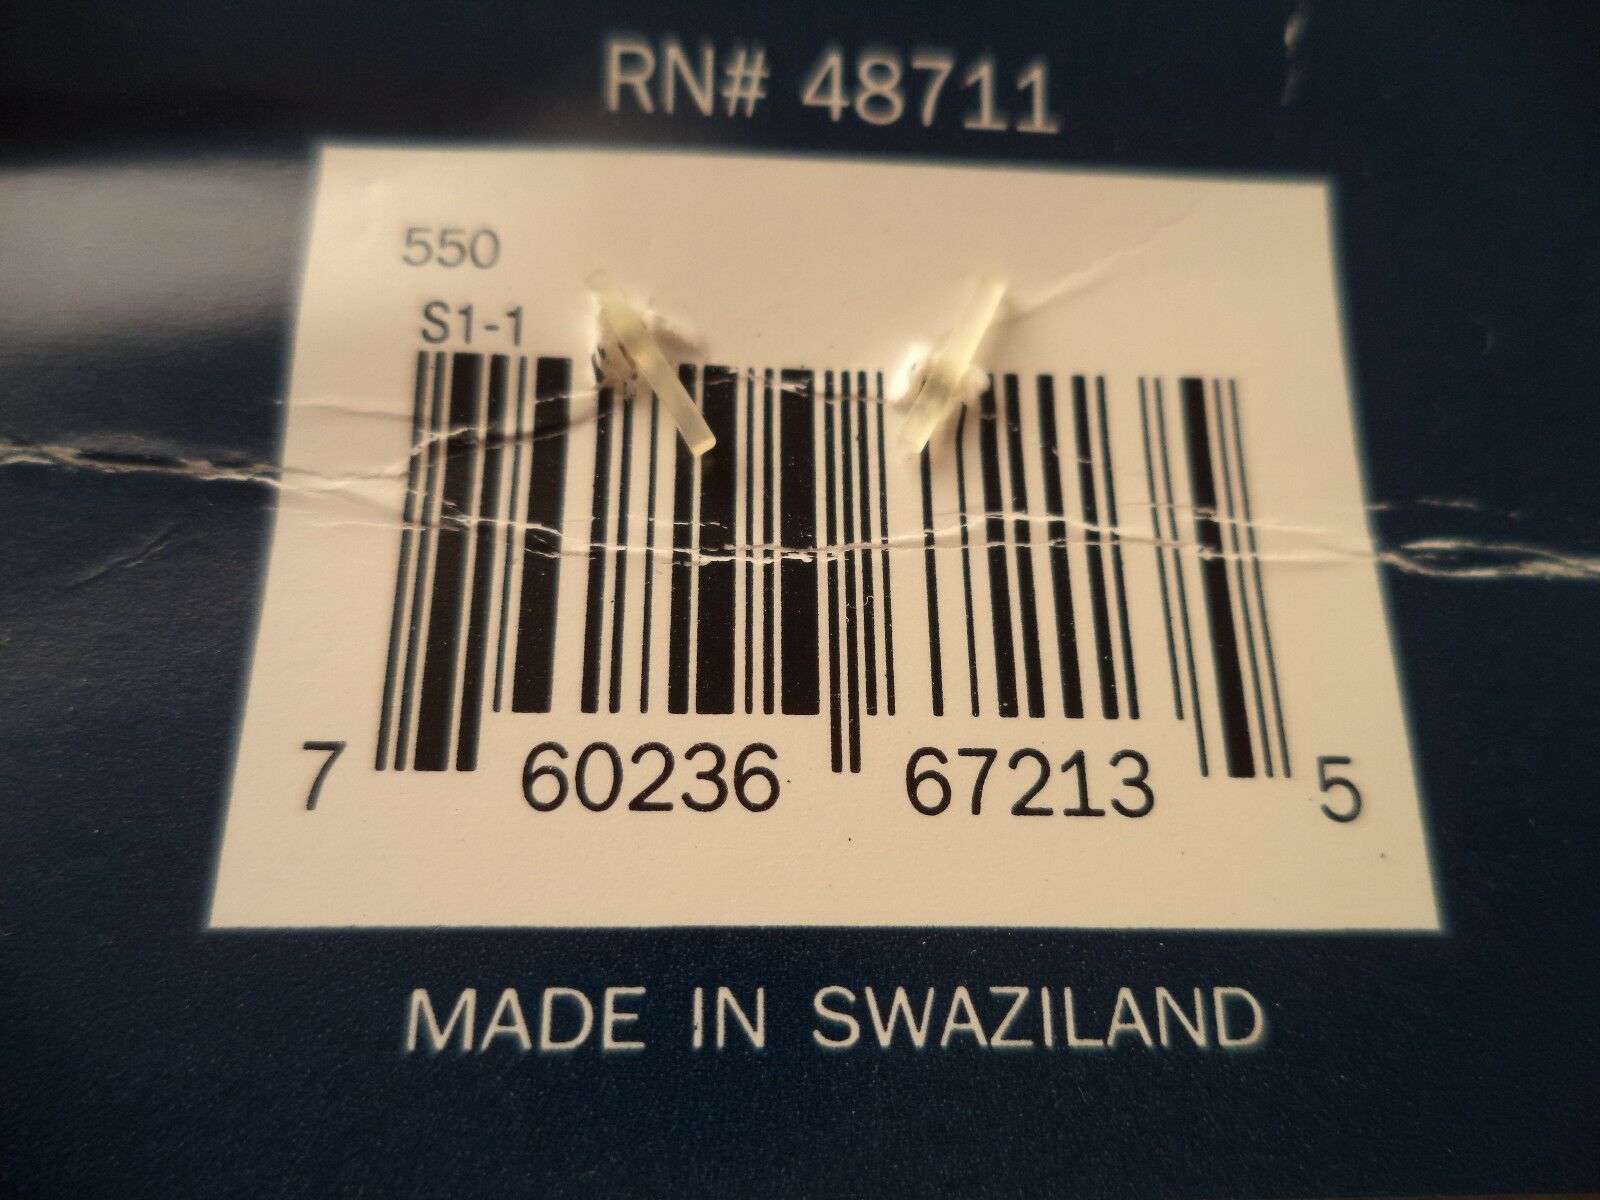 RN# 48711
550
S1-1
7 60236 67213 5
MADE IN SWAZILAND